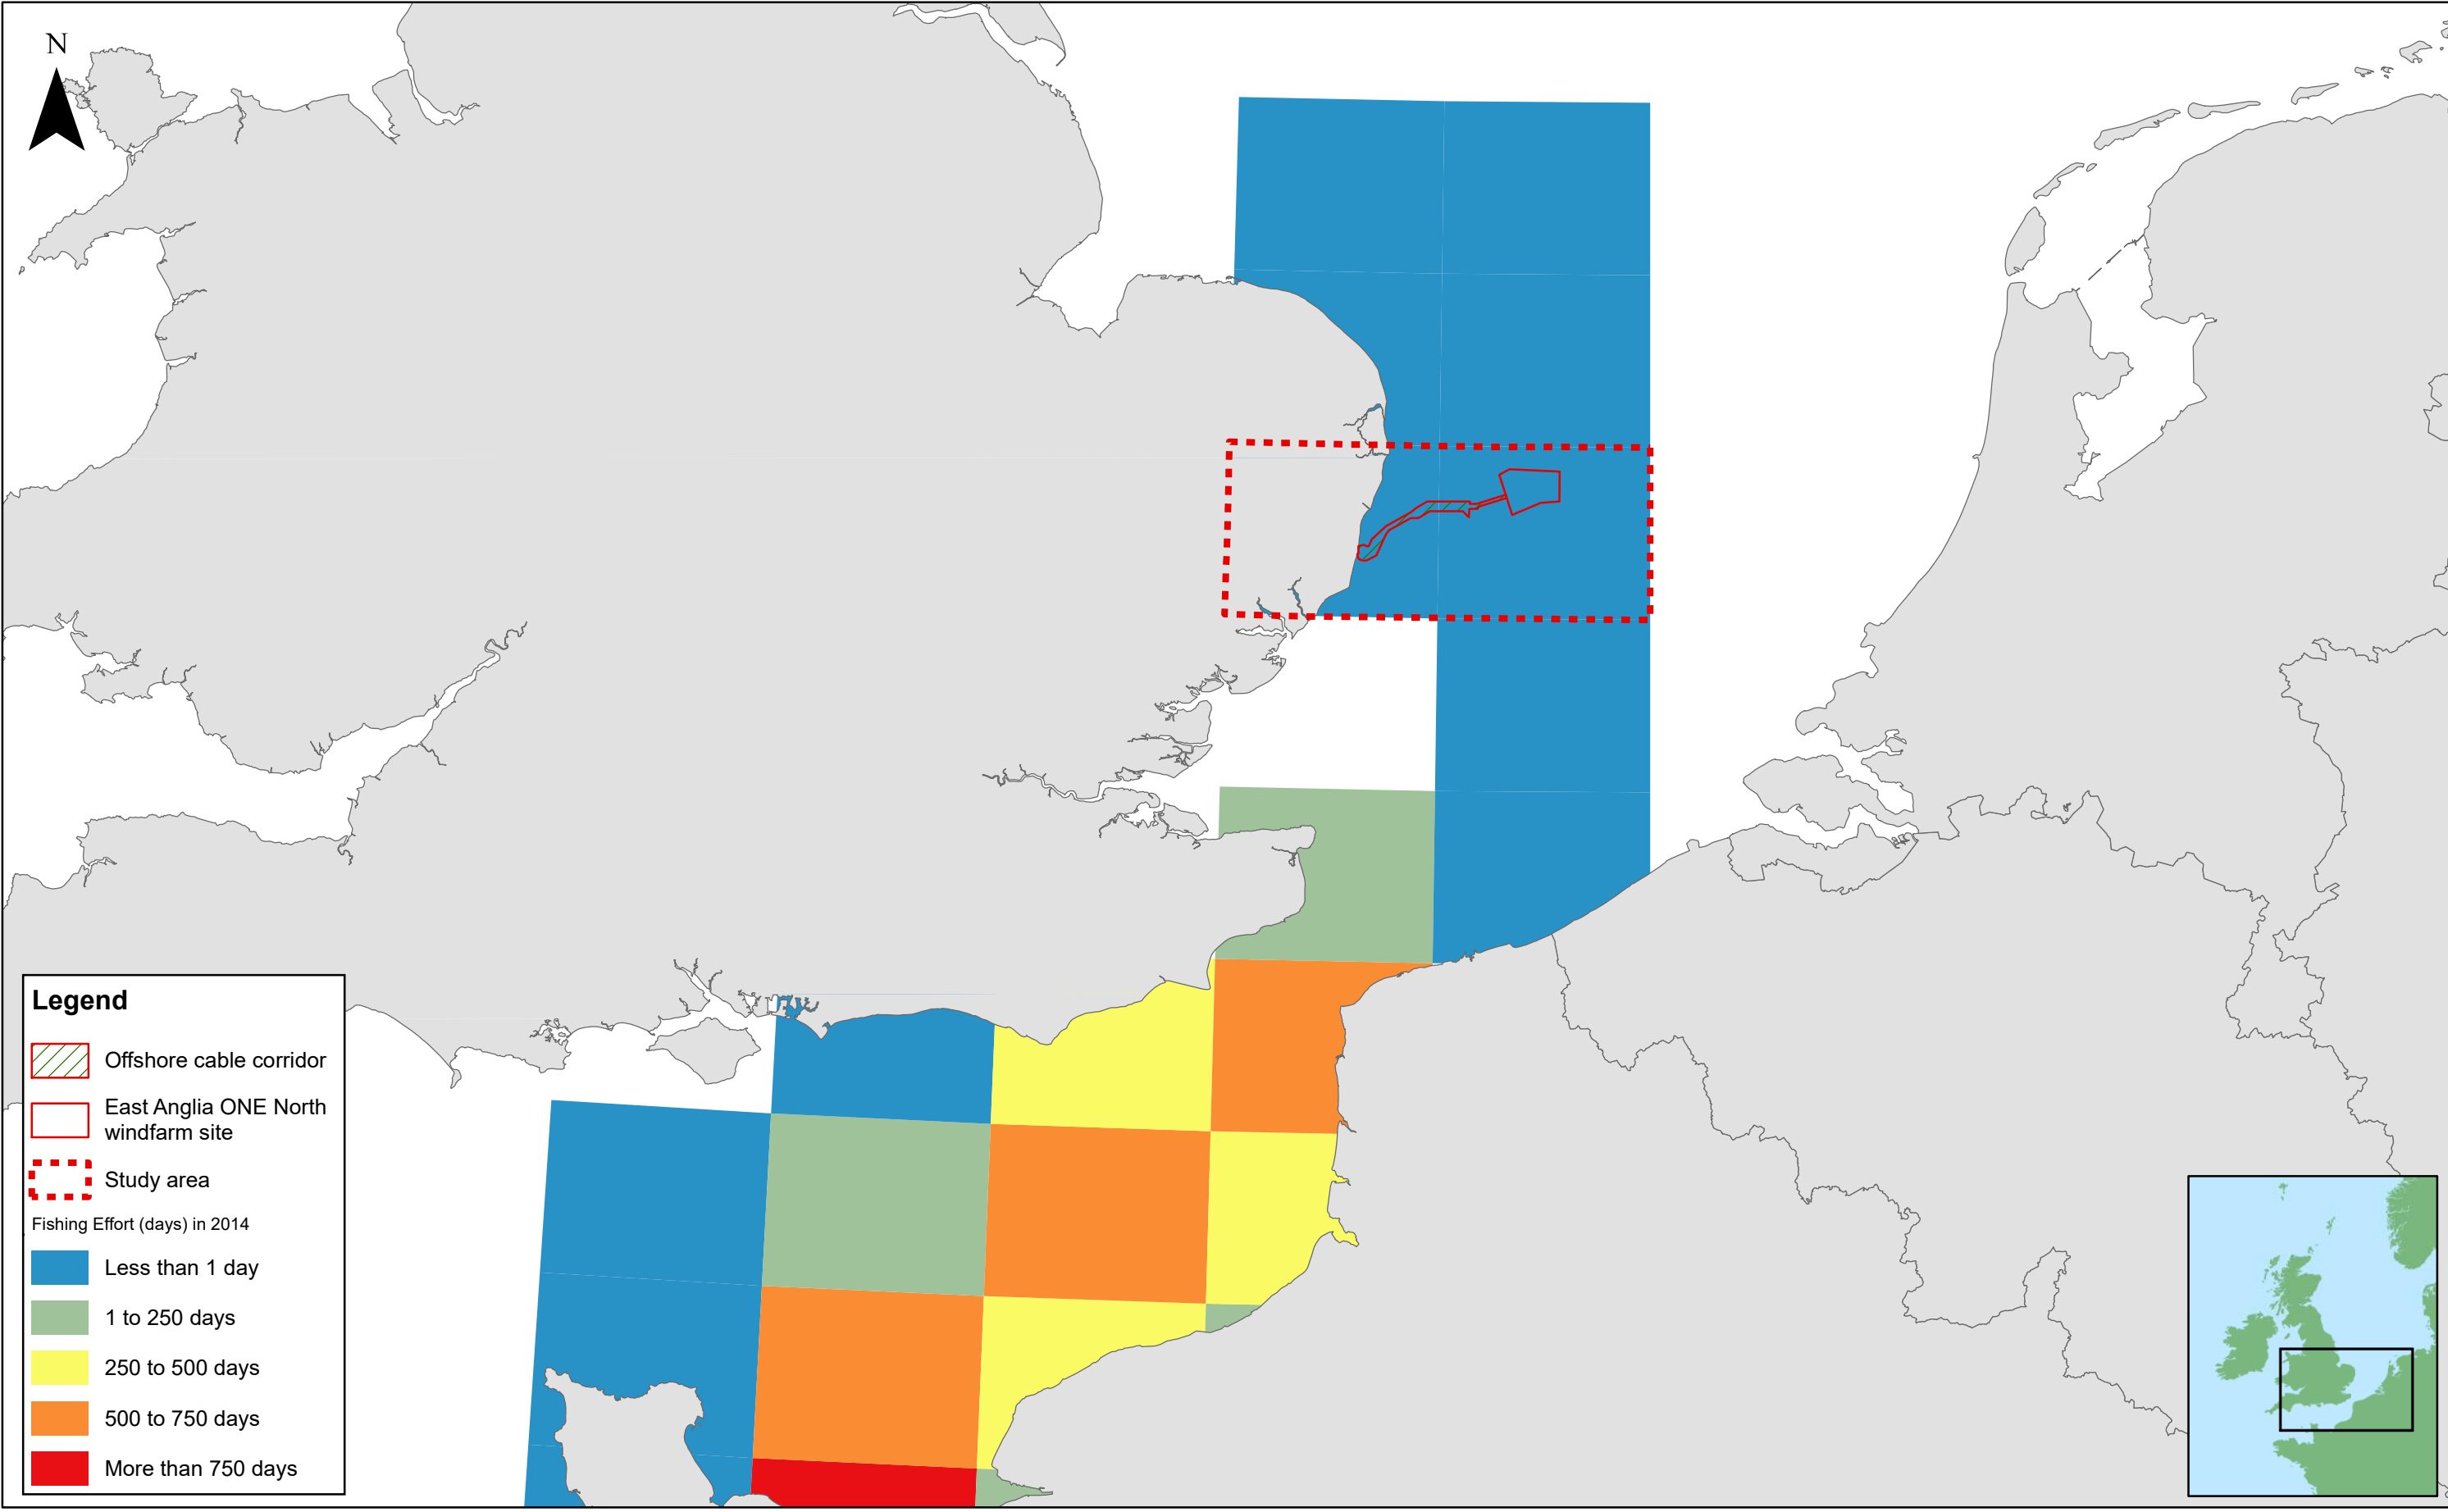 N
Legend
Offshore cable corridor
East Anglia ONE North
windfarm site
Study area
Fishing Effort (days) in 2014
Less than 1 day
1 to 250 days
250 to 500 days
500 to 750 days
More than 750 days